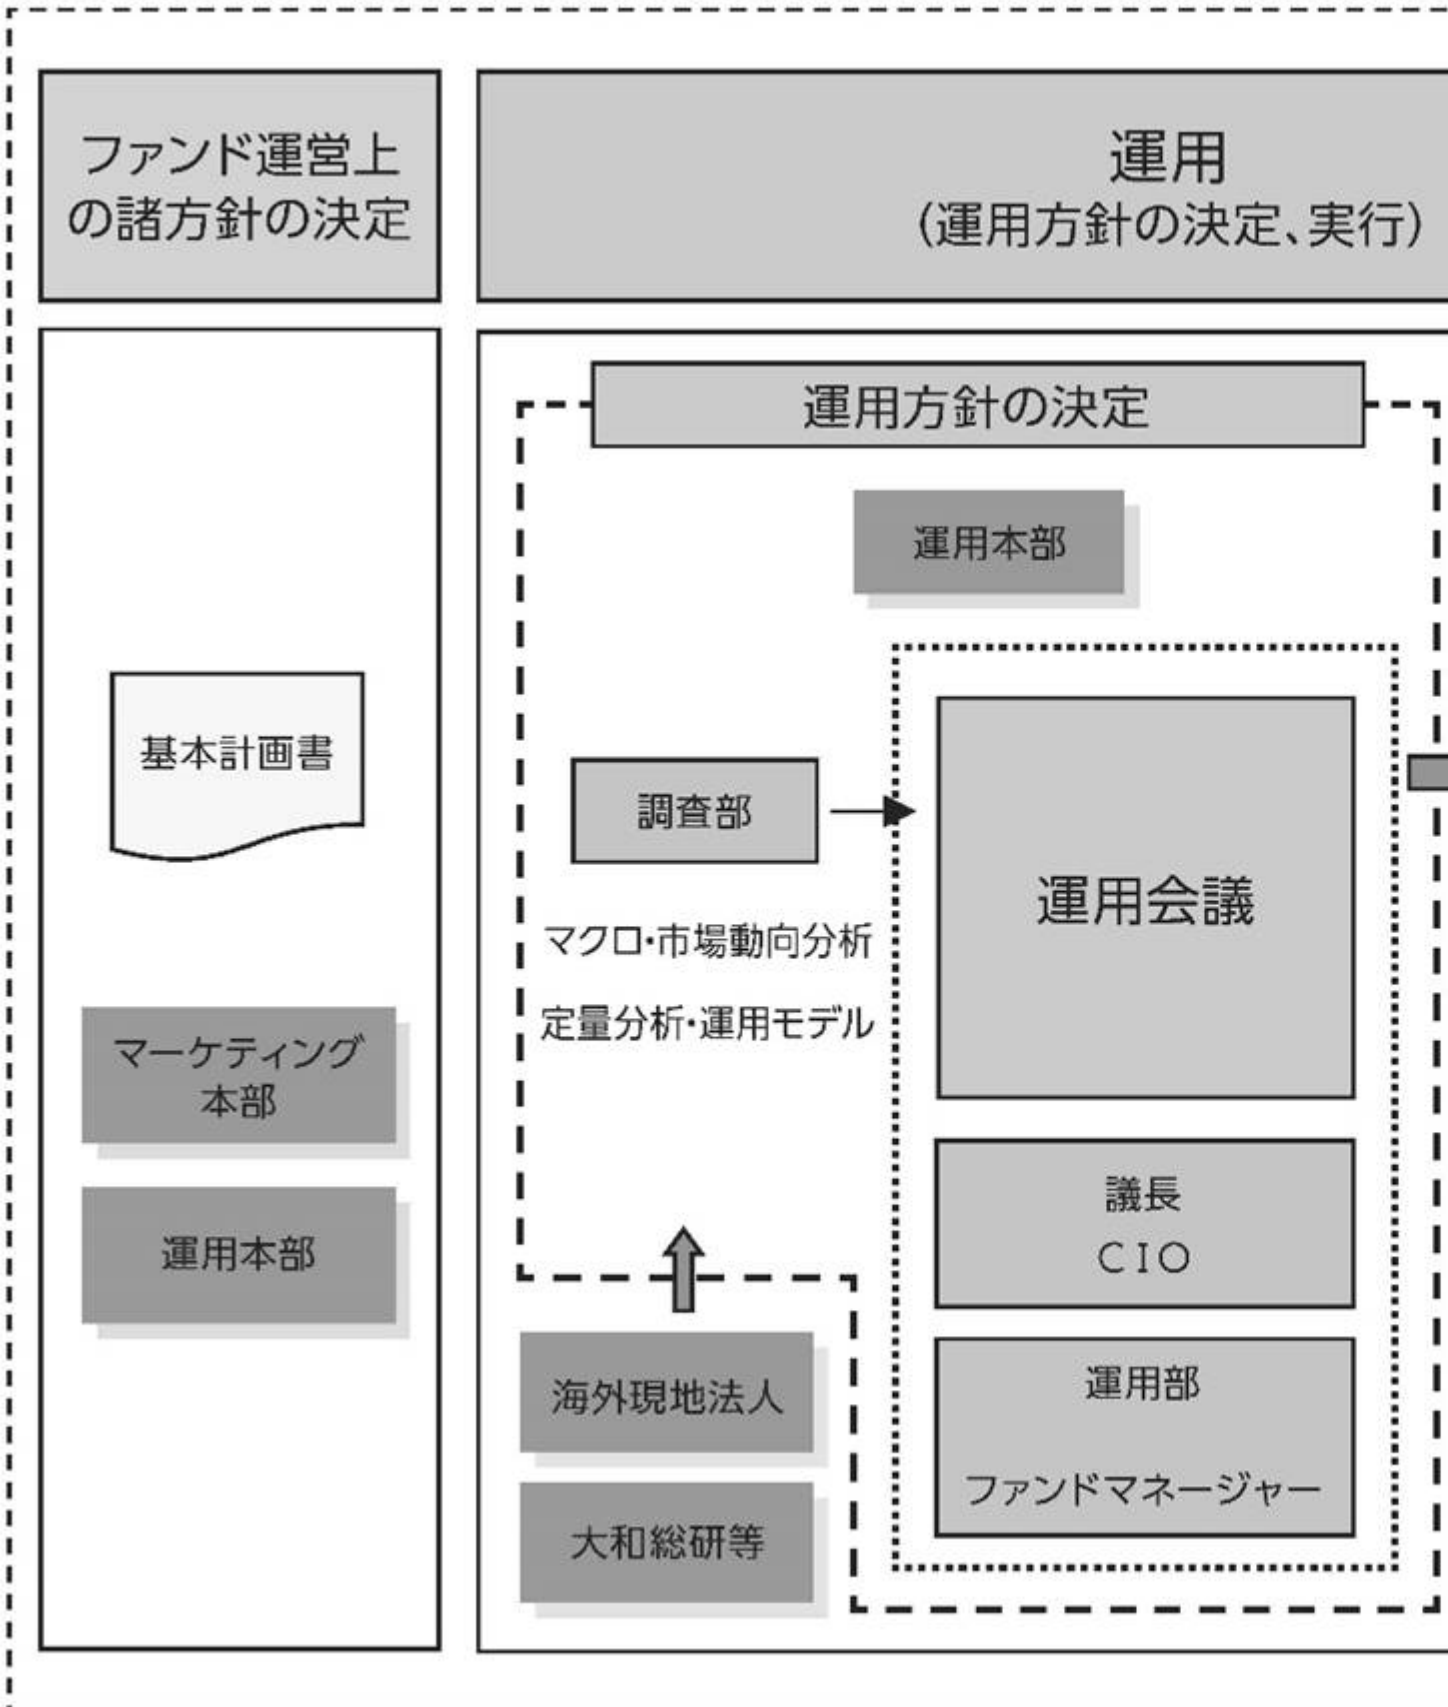 ファンド運営上
の諸方針の決定
運用
(運用方針の決定、実行)
運用方針の決定
運用本部
基本計画書
調査部
運用会議
マクロ・市場動向分析
定量分析・運用モデル
マーケティング
本部
運用本部
議長
CIO
海外現地法人
大和総研等
運用部
ファンドマネージャー